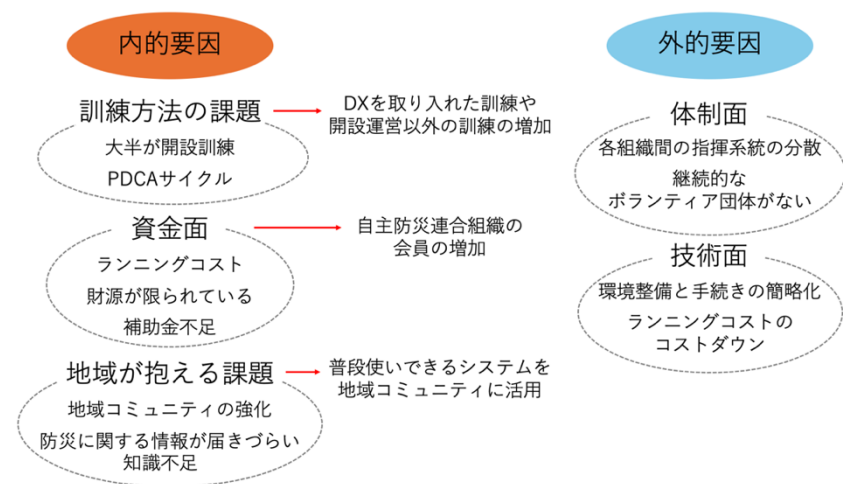 内的要因
訓練方法の課題
大半が開設訓練
PDCAサイクル
DXを取り入れた訓練や
開設運営以外の訓練の増加
資金面
ランニングコスト
財源が限られている
補助金不足
自主防災連合組織の
会員の増加
地域が抱える課題
地域コミュニティの強化
防災に関する情報が届きづらい
知識不足
普段使いできるシステムを
地域コミュニティに活用
外的要因
体制面
各組織間の指揮系統の分散
継続的な
ボランティア団体がない
技術面
環境整備と手続きの簡略化
ランニングコストの
コストダウン